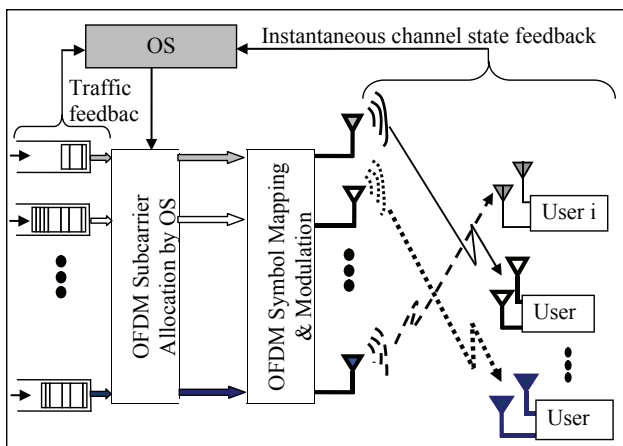 OS
Instantaneous channel state feedback
Traffic
feedbac
OFDM Subcarrier
Allocation by OS
OFDM Symbol Mapping
& Modulation
User i
User
User